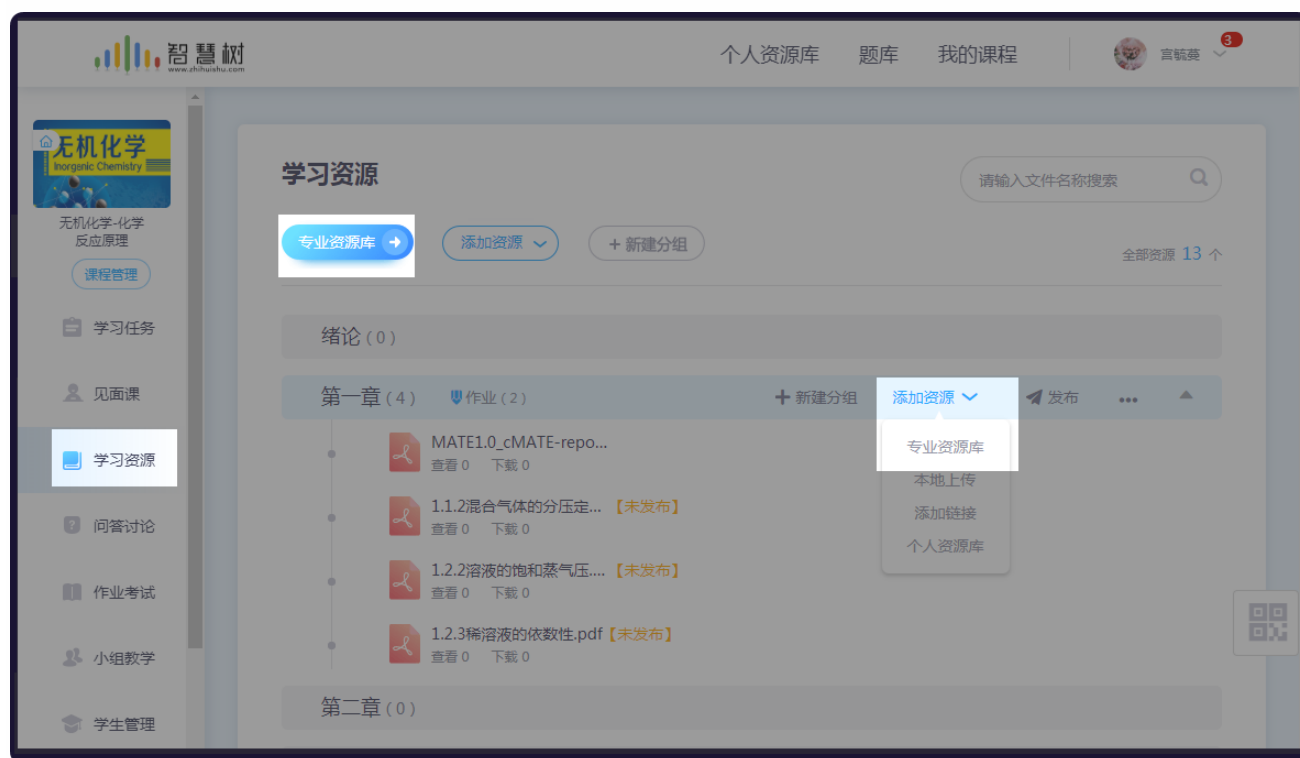 智慧树
www.zhihuishu.com
个人资源库
题库
我的课程
宫毓葵
3
无机化学
Inorganic Chemistry
无机化学-化学
反应原理
课程管理
学习任务
见面课
学习资源
问答讨论
作业考试
小组教学
学生管理
学习资源
请输入文件名称搜索
专业资源库
添加资源
+ 新建分组
全部资源 13 个
绪论 ( 0 )
第一章 ( 4 )
作业 ( 2 )
+ 新建分组
添加资源
发布
•••
专业资源库
本地上传
添加链接
个人资源库
MATE1.0_cMATE-repo...
查看 0 下载 0
1.1.2混合气体的分压定... 【未发布】
查看 0 下载 0
1.2.2溶液的饱和蒸气压.... 【未发布】
查看 0 下载 0
1.2.3稀溶液的依数性.pdf【未发布】
查看 0 下载 0
第二章 ( 0 )